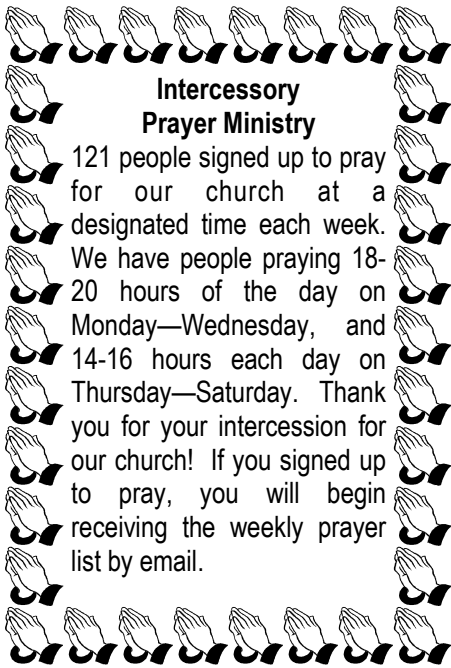 Intercessory
Prayer Ministry
121 people signed up to pray
for our church at a
designated time each week.
We have people praying 18-
20 hours of the day on
Monday—Wednesday, and
14-16 hours each day on
Thursday—Saturday. Thank
you for your intercession for
our church! If you signed up
to pray, you will begin
receiving the weekly prayer
list by email.